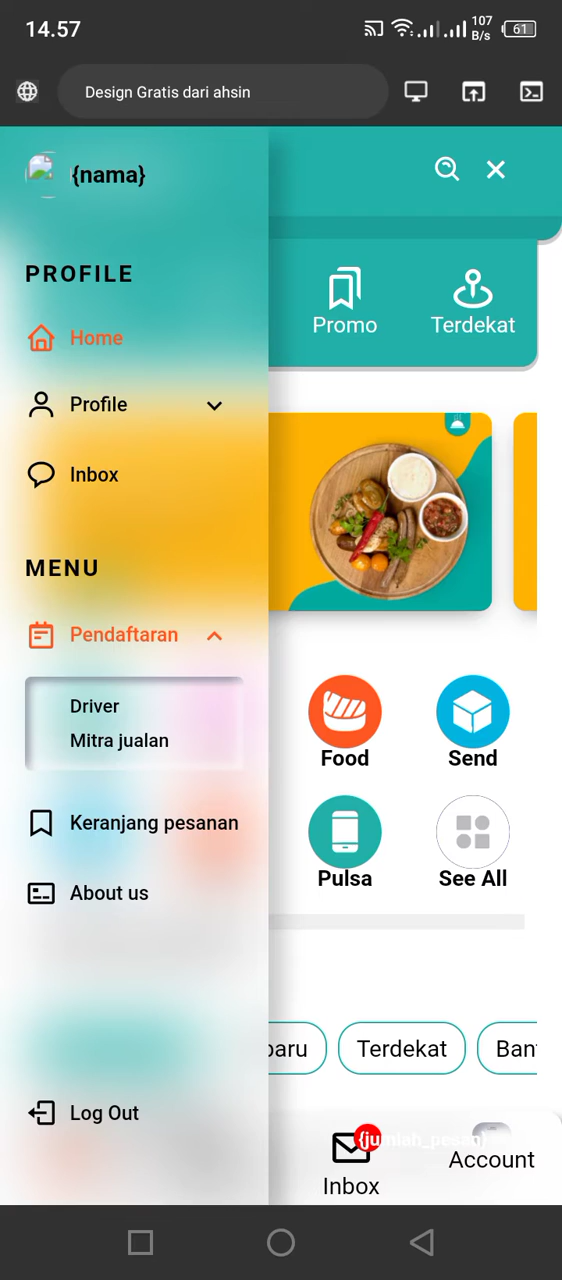 14.57
107
B/s
61
Design Gratis dari ahsin
{nama}
PROFILE
Home
Profile
Inbox
MENU
Pendaftaran
Driver
Mitra jualan
Keranjang pesanan
About us
Log Out
Promo
Terdekat
Food
Send
Pulsa
See All
baru
Terdekat
Ban
{jumlah_pesan}
Inbox
Account